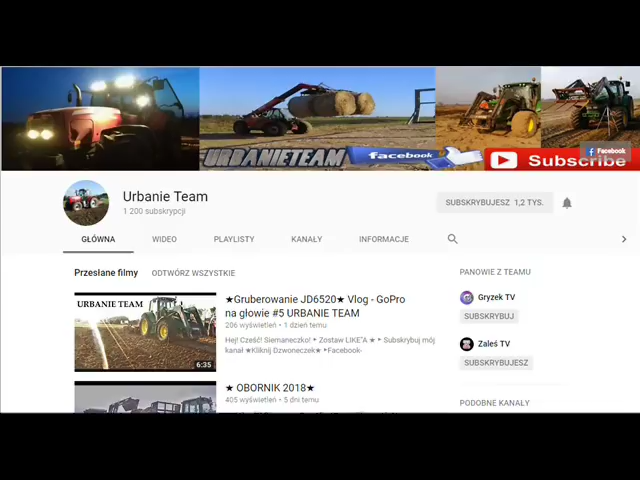 URBANIETEAM
facebook
Subscribe
Facebook
Urbanie Team
1 200 subskrypcji
SUBSKRYBUJESZ 1,2 TYS.
GŁÓWNA
WIDEO
PLAYLISTY
KANAŁY
INFORMACJE
Przesłane filmy
ODTWÓRZ WSZYSTKIE
URBANIE TEAM
6:35
★Gruberowanie JD6520★ Vlog - GoPro
na głowie #5 URBANIE TEAM
206 wyświetleń • 1 dzień temu
Hej! Cześć! Siemaneczko! ‣ Zostaw LIKE"A ★ ‣ Subskrybuj mój
kanał ★Kliknij Dzwoneczek★ ‣Facebook-
★ OBORNIK 2018★
405 wyświetleń • 5 dni temu
PANOWIE Z TEAMU
Gryzek TV
SUBSKRYBUJ
Zaleś TV
SUBSKRYBUJESZ
PODOBNE KANAŁY